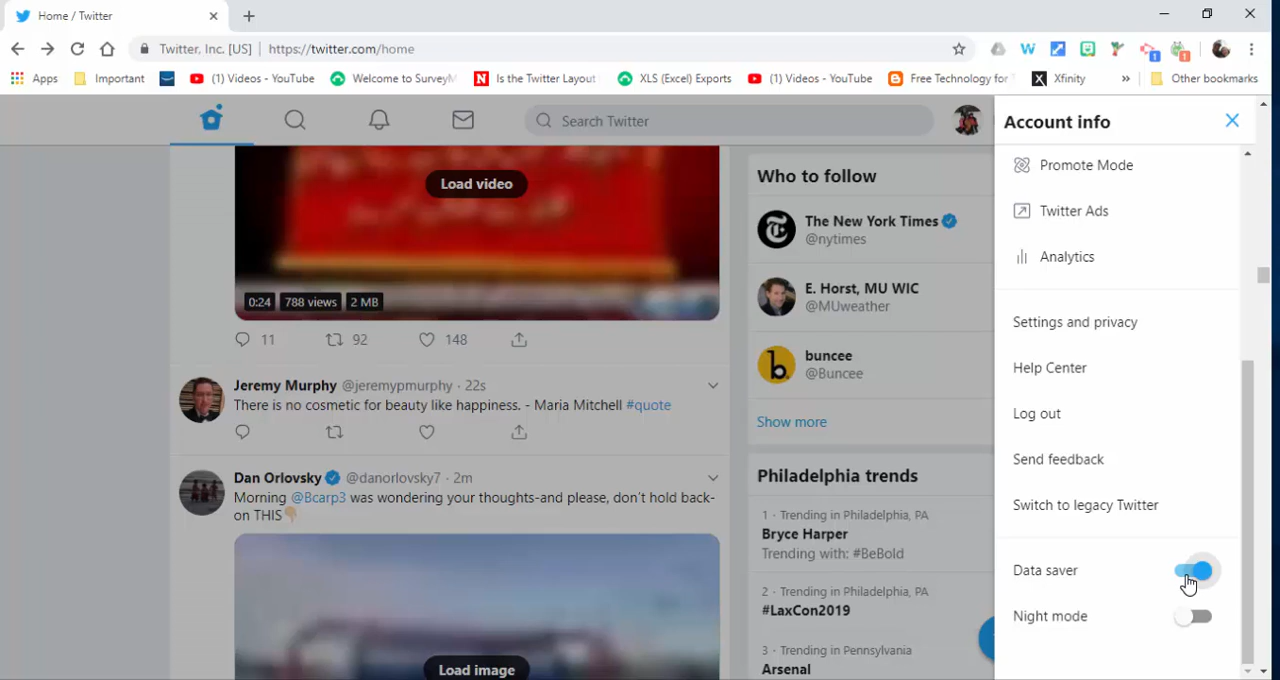 Home / Twitter
Twitter, Inc. [US] | https://twitter.com/home
Apps
Important
(1) Videos - YouTube
Welcome to SurveyM
Is the Twitter Layout
XLS (Excel) Exports
(1) Videos - YouTube
Free Technology for T
Xfinity
»
Other bookmarks
Search Twitter
Account info
Load video
0:24 788 views 2 MB
11 92 148
Jeremy Murphy @jeremypmurphy · 22s
There is no cosmetic for beauty like happiness. - Maria Mitchell #quote
Dan Orlovsky @danorlovsky7 · 2m
Morning @Bcarp3 was wondering your thoughts-and please, don't hold back-
on THIS👇🏼
Load image
Who to follow
The New York Times
@nytimes
E. Horst, MU WIC
@MUweather
buncee
@Buncee
Show more
Philadelphia trends
1 · Trending in Philadelphia, PA
Bryce Harper
Trending with: #BeBold
2 · Trending in Philadelphia, PA
#LaxCon2019
3 · Trending in Pennsylvania
Arsenal
Promote Mode
Twitter Ads
Analytics
Settings and privacy
Help Center
Log out
Send feedback
Switch to legacy Twitter
Data saver
Night mode